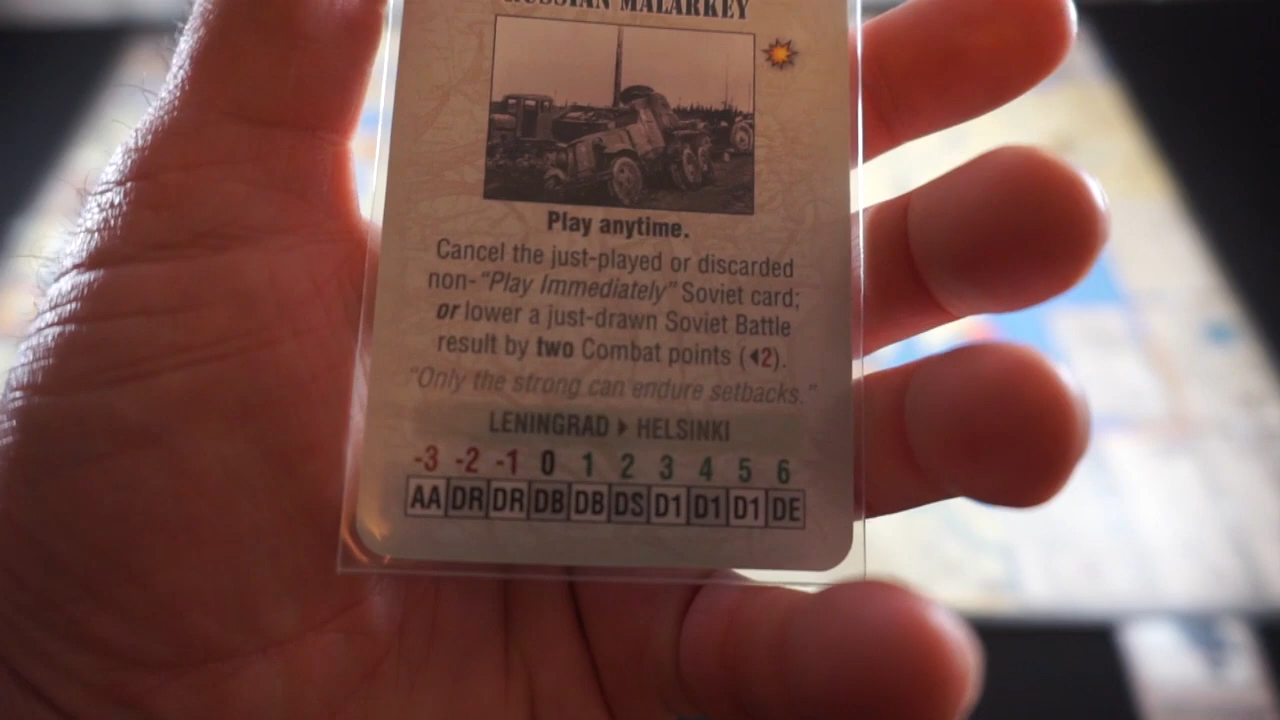 RUSSIAN MALARKEY
Play anytime.
Cancel the just-played or discarded
non-“Play Immediately” Soviet card;
or lower a just-drawn Soviet Battle
result by two Combat points (◂2).
“Only the strong can endure setbacks.”
LENINGRAD ▸ HELSINKI
-3 -2 -1 0 1 2 3 4 5 6
AA DR DR DB DB DS D1 D1 D1 DE